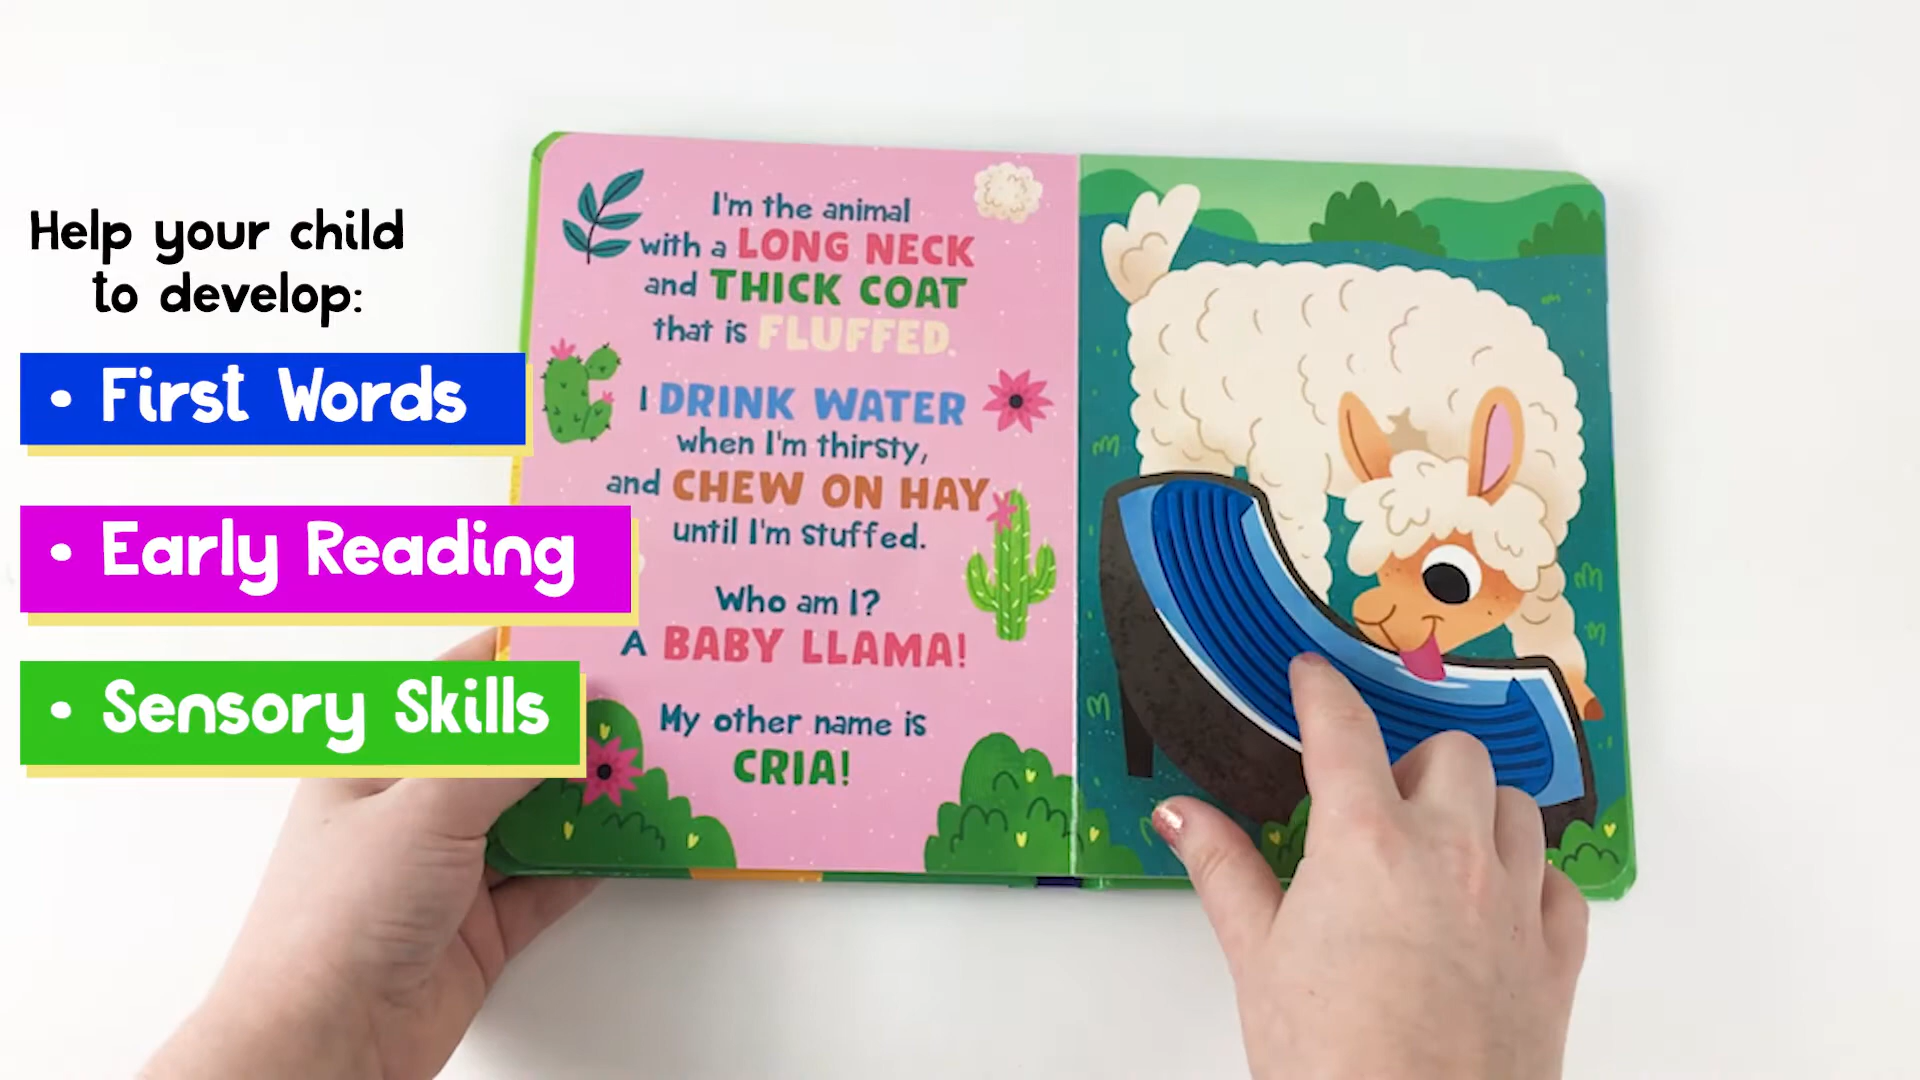 Help your child
to develop:
• First Words
• Early Reading
• Sensory Skills
I'm the animal
with a LONG NECK
and THICK COAT
that is FLUFFED.
I DRINK WATER
when I'm thirsty,
and CHEW ON HAY
until I'm stuffed.
Who am I?
A BABY LLAMA!
My other name is
CRIA!